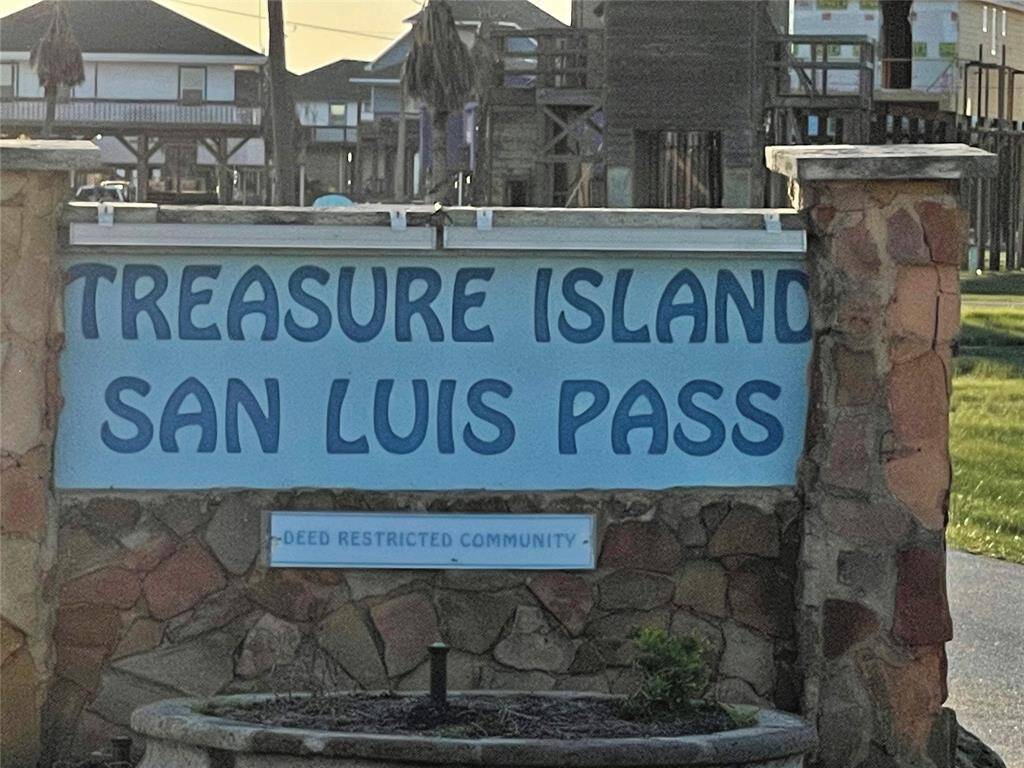 TREASURE ISLAND
SAN LUIS PASS
DEED RESTRICTED COMMUNITY